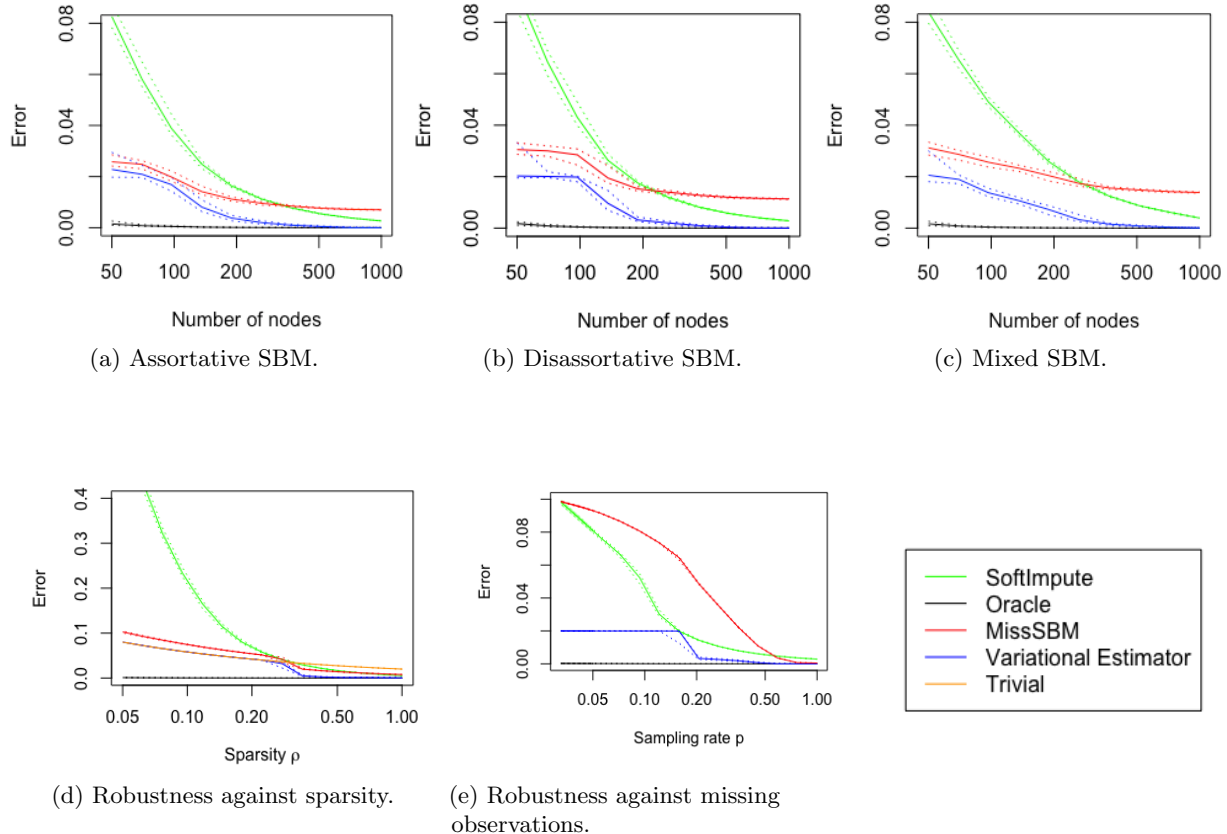 0.08
0.04
0.00
Error
50 100 200 500 1000
Number of nodes
(a) Assortative SBM.
0.08
0.04
0.00
Error
50 100 200 500 1000
Number of nodes
(b) Disassortative SBM.
0.08
0.04
0.00
Error
50 100 200 500 1000
Number of nodes
(c) Mixed SBM.
0.4
0.3
0.2
0.1
0.0
Error
0.05 0.10 0.20 0.50 1.00
Sparsity ρ
(d) Robustness against sparsity.
0.08
0.04
0.00
Error
0.05 0.10 0.20 0.50 1.00
Sampling rate p
(e) Robustness against missing
observations.
SoftImpute
Oracle
MissSBM
Variational Estimator
Trivial